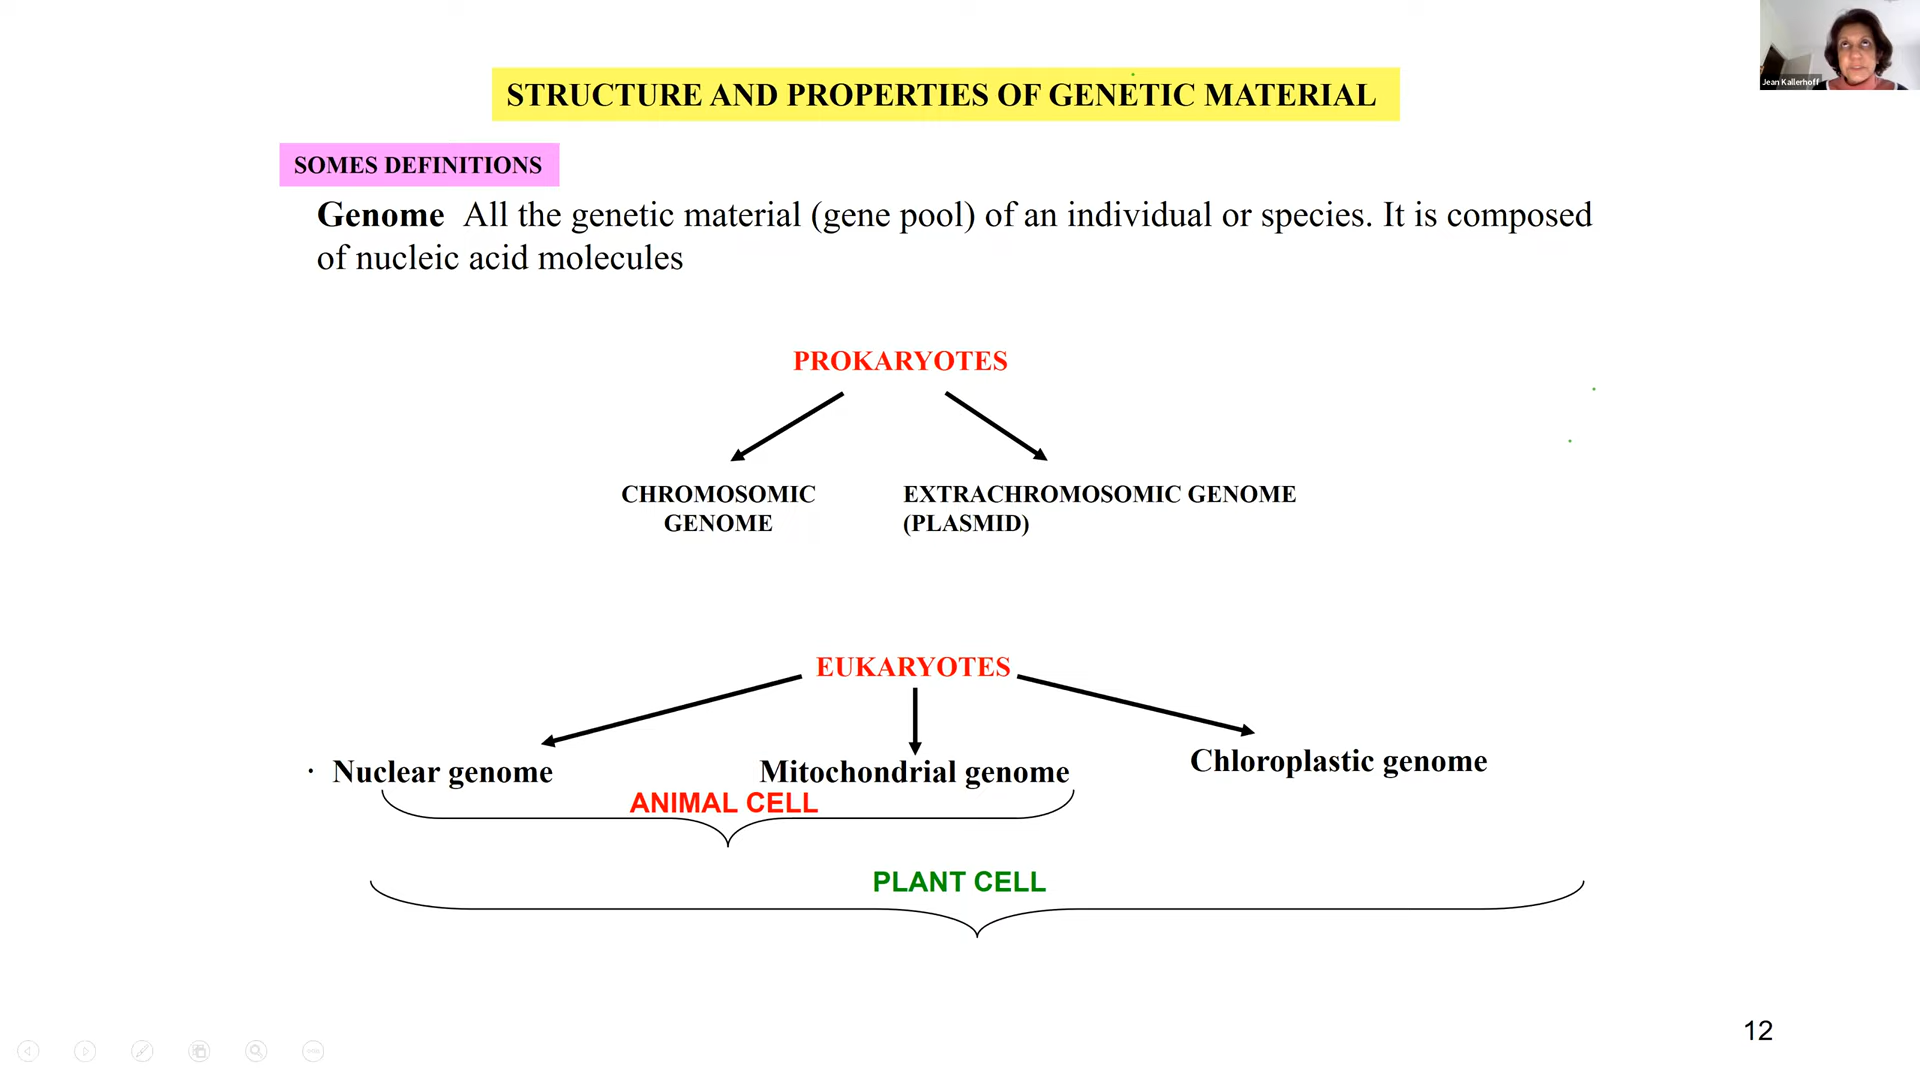 Jean Kallerhoff
STRUCTURE AND PROPERTIES OF GENETIC MATERIAL
SOMES DEFINITIONS
Genome All the genetic material (gene pool) of an individual or species. It is composed
of nucleic acid molecules
PROKARYOTES
CHROMOSOMIC
GENOME
EXTRACHROMOSOMIC GENOME
(PLASMID)
EUKARYOTES
· Nuclear genome
Mitochondrial genome
Chloroplastic genome
ANIMAL CELL
PLANT CELL
12